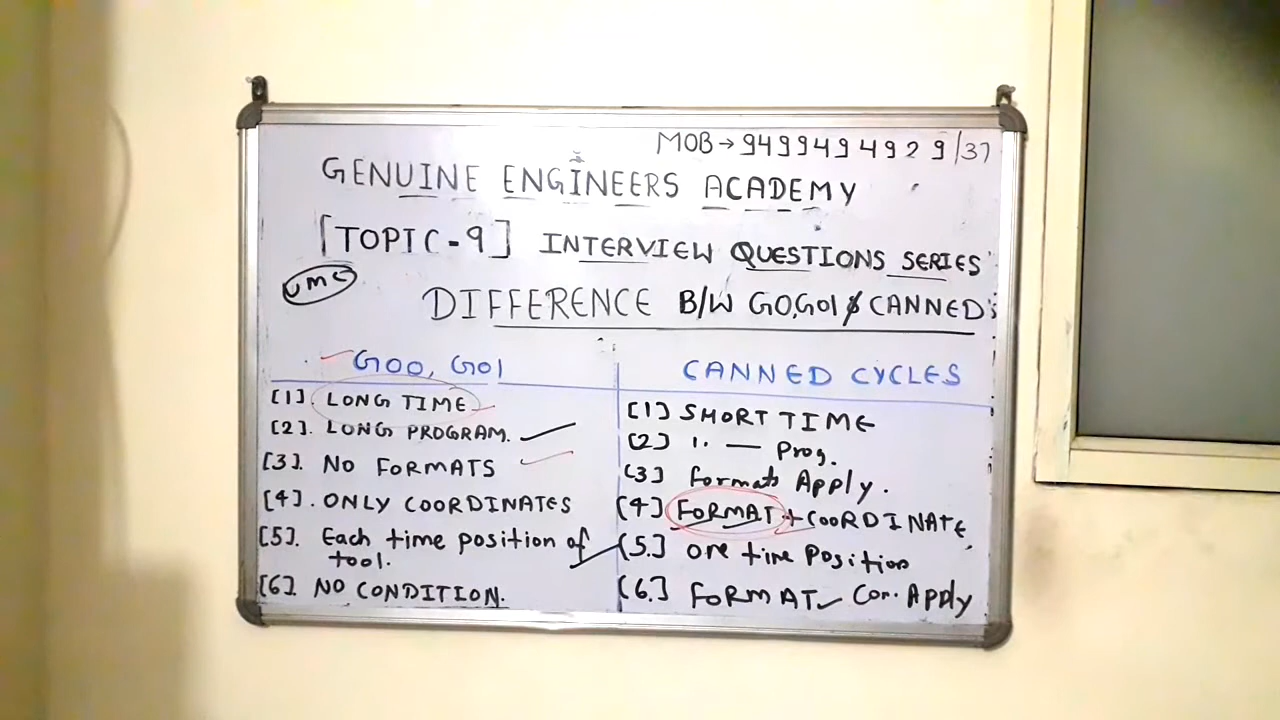 MOB → 9499494929/37
GENUINE ENGINEERS ACADEMY
[TOPIC-9] INTERVIEW QUESTIONS SERIES
VMC
DIFFERENCE B/W G0,G01 & CANNED
G00, G01
[1]. LONG TIME
[2]. LONG PROGRAM.
[3]. NO FORMATS
[4]. ONLY COORDINATES
[5]. Each time position of
tool.
[6]. NO CONDITION.
CANNED CYCLES
[1] SHORT TIME
[2] 1. — Prog.
[3] Formats Apply.
[4] FORMAT + COORDINATE
[5.] one time Position
[6.] FORMAT Con. Apply